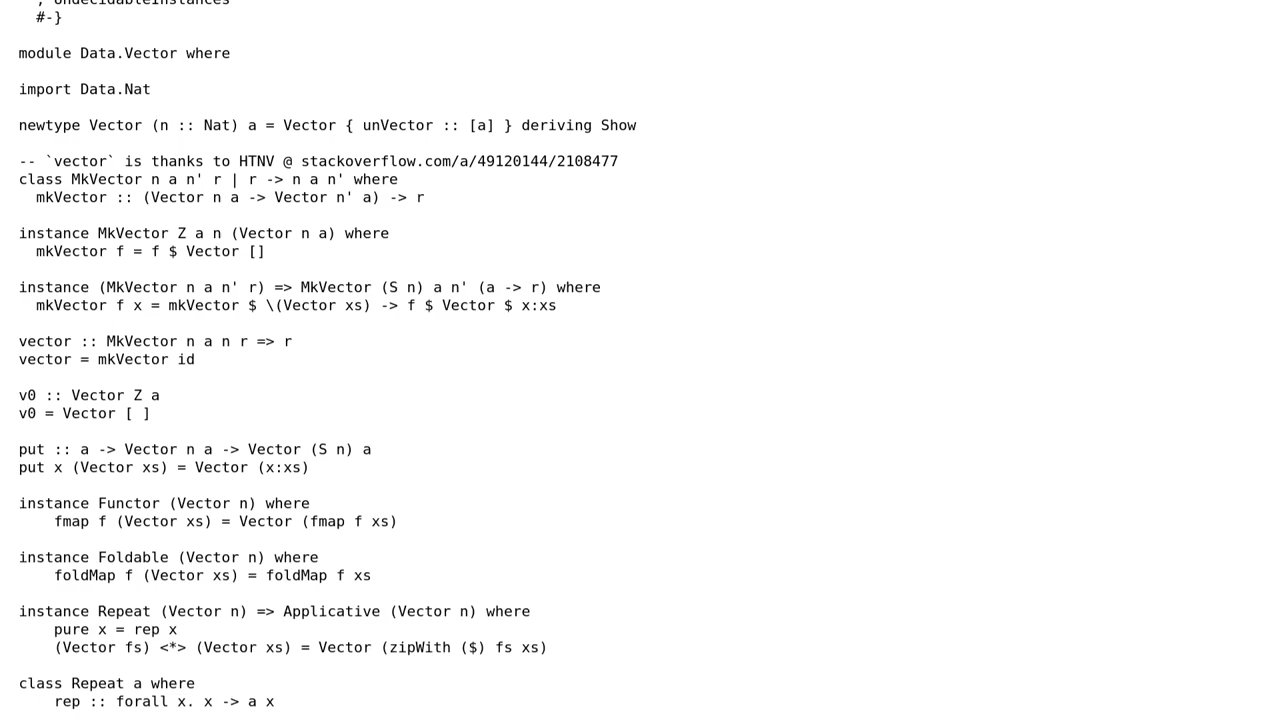 , UndecidableInstances
#-}
module Data.Vector where
import Data.Nat
newtype Vector (n :: Nat) a = Vector { unVector :: [a] } deriving Show
-- `vector` is thanks to HTNV @ stackoverflow.com/a/49120144/2108477
class MkVector n a n' r | r -> n a n' where
  mkVector :: (Vector n a -> Vector n' a) -> r
instance MkVector Z a n (Vector n a) where
  mkVector f = f $ Vector []
instance (MkVector n a n' r) => MkVector (S n) a n' (a -> r) where
  mkVector f x = mkVector $ \(Vector xs) -> f $ Vector $ x:xs
vector :: MkVector n a n r => r
vector = mkVector id
v0 :: Vector Z a
v0 = Vector [ ]
put :: a -> Vector n a -> Vector (S n) a
put x (Vector xs) = Vector (x:xs)
instance Functor (Vector n) where
    fmap f (Vector xs) = Vector (fmap f xs)
instance Foldable (Vector n) where
    foldMap f (Vector xs) = foldMap f xs
instance Repeat (Vector n) => Applicative (Vector n) where
    pure x = rep x
    (Vector fs) <*> (Vector xs) = Vector (zipWith ($) fs xs)
class Repeat a where
    rep :: forall x. x -> a x